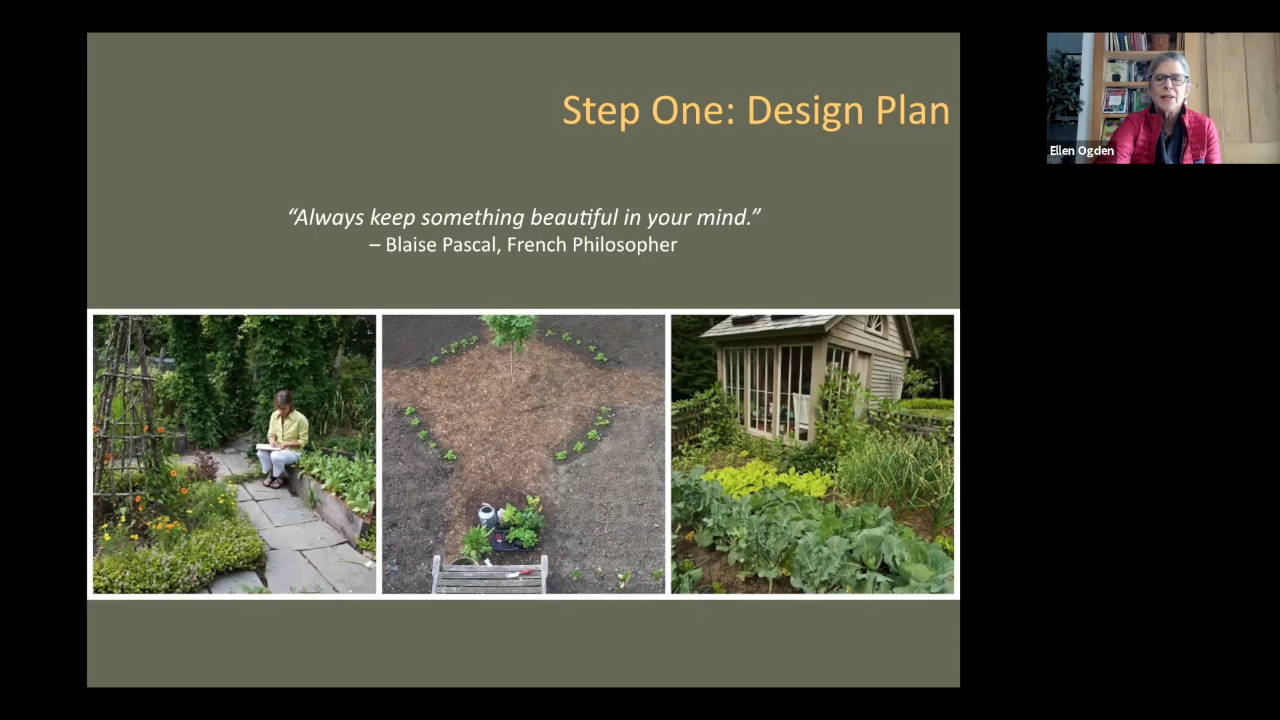 Step One: Design Plan
“Always keep something beautiful in your mind.”
– Blaise Pascal, French Philosopher
Ellen Ogden